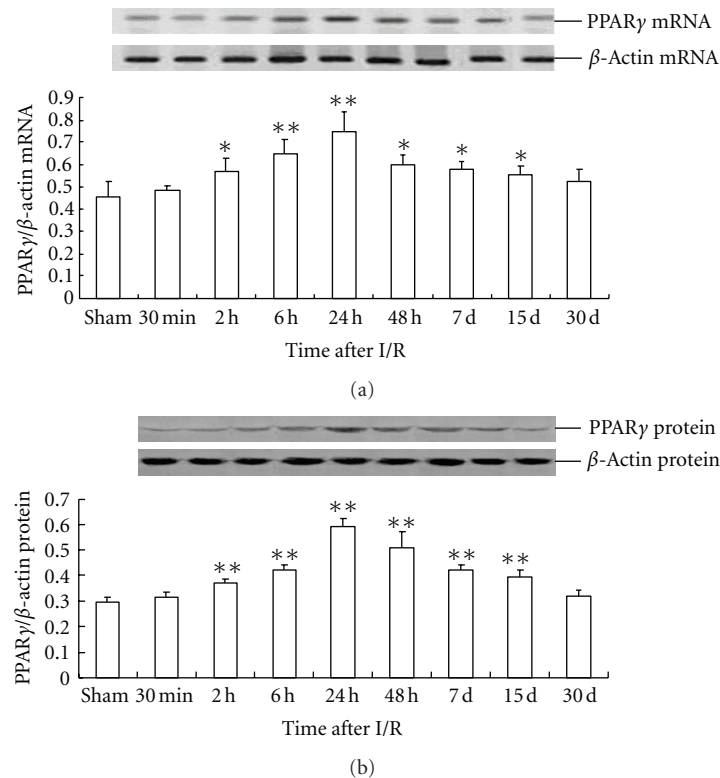 PPARγ mRNA
β-Actin mRNA
PPARγ/β-actin mRNA
0.9
0.8
0.7
0.6
0.5
0.4
0.3
0.2
0.1
0
*
**
**
*
*
*
Sham 30 min 2 h 6 h 24 h 48 h 7 d 15 d 30 d
Time after I/R
(a)
PPARγ protein
β-Actin protein
PPARγ/β-actin protein
0.7
0.6
0.5
0.4
0.3
0.2
0.1
0
**
**
**
**
**
**
Sham 30 min 2 h 6 h 24 h 48 h 7 d 15 d 30 d
Time after I/R
(b)